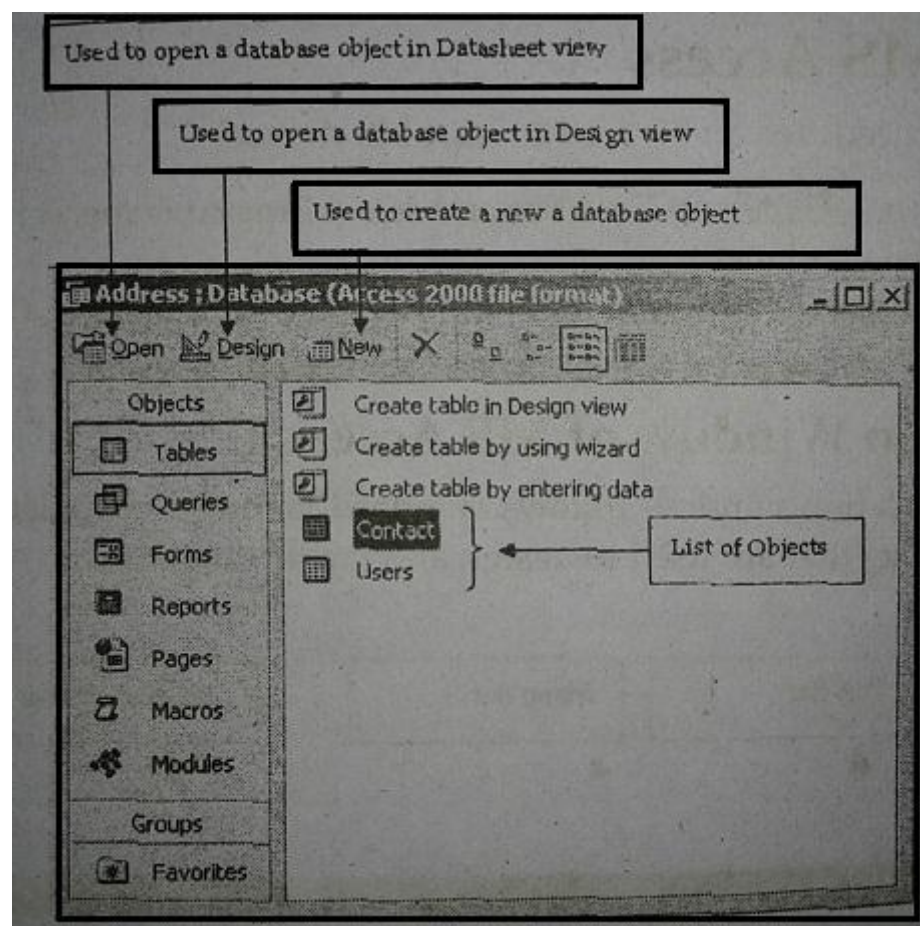 Used to open a database object in Datasheet view
Used to open a database object in Design view
Used to create a new a database object
Address : Database (Access 2000 file format)
Open Design New
Objects
Tables
Queries
Forms
Reports
Pages
Macros
Modules
Groups
Favorites
Create table in Design view
Create table by using wizard
Create table by entering data
Contact
Users
List of Objects